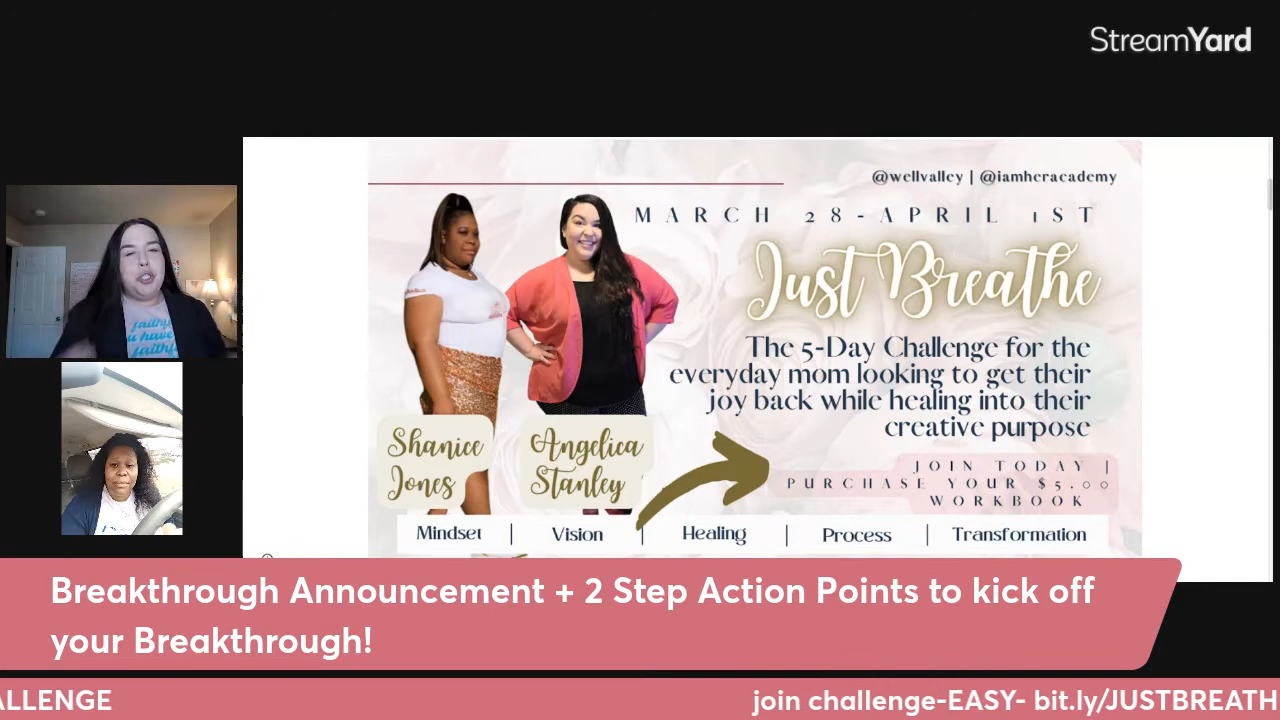 StreamYard
@wellvalley | @iamheracademy
MARCH 28-APRIL 1ST
Just Breathe
The 5-Day Challenge for the
everyday mom looking to get their
joy back while healing into their
creative purpose
Shanice
Jones
Angelica
Stanley
JOIN TODAY |
PURCHASE YOUR $5.00
WORKBOOK
Mindset | Vision | Healing | Process | Transformation
faith
u have
faith
Breakthrough Announcement + 2 Step Action Points to kick off
your Breakthrough!
ALLENGE join challenge-EASY- bit.ly/JUSTBREATH